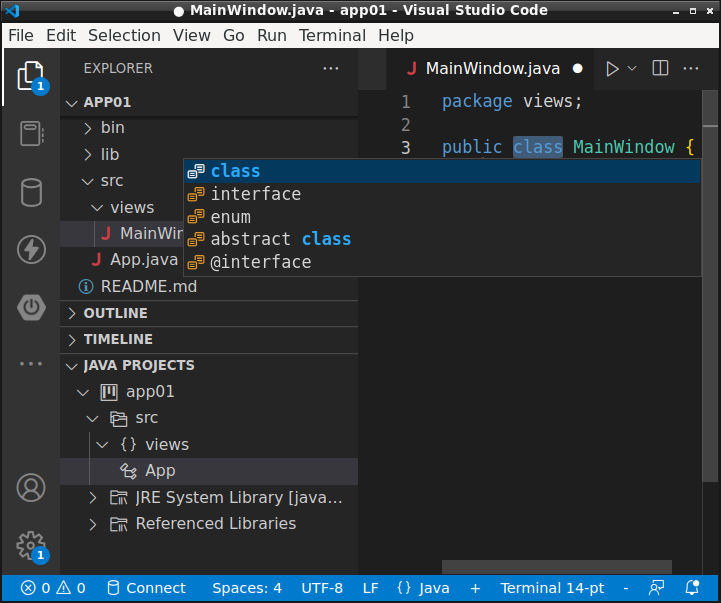 ● MainWindow.java - app01 - Visual Studio Code
File Edit Selection View Go Run Terminal Help
EXPLORER
MainWindow.java
APP01
bin
lib
src
views
MainWin
App.java
README.md
OUTLINE
TIMELINE
JAVA PROJECTS
app01
src
{} views
App
JRE System Library [java...
Referenced Libraries
1 package views;
2
3 public class MainWindow {
class
interface
enum
abstract class
@interface
1
1
0 0 Connect Spaces: 4 UTF-8 LF {} Java + Terminal 14-pt -